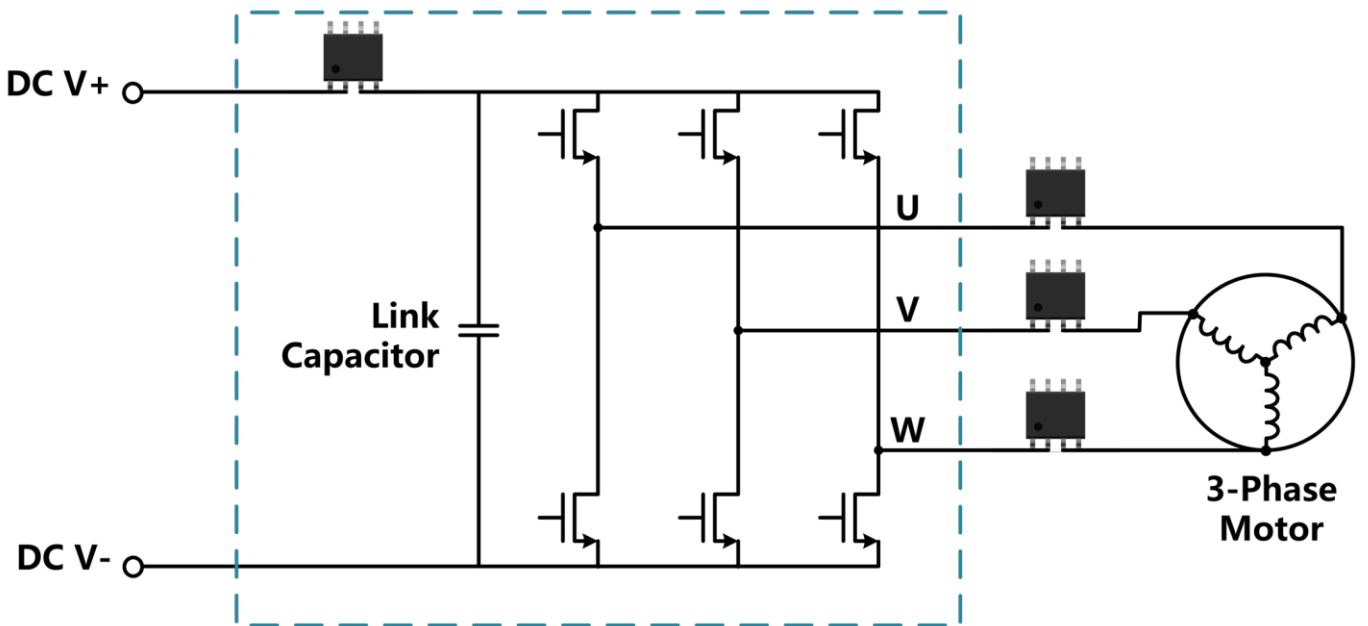 DC V+
U
Link
Capacitor
V
W
3-Phase
Motor
DC V-